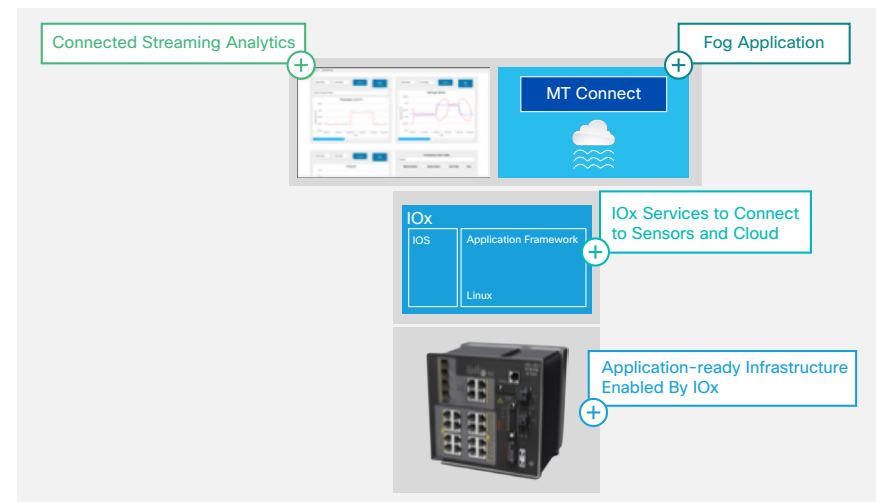 Connected Streaming Analytics
Fog Application
MT Connect
IOx
IOS
Application Framework
Linux
IOx Services to Connect
to Sensors and Cloud
Application-ready Infrastructure
Enabled By IOx